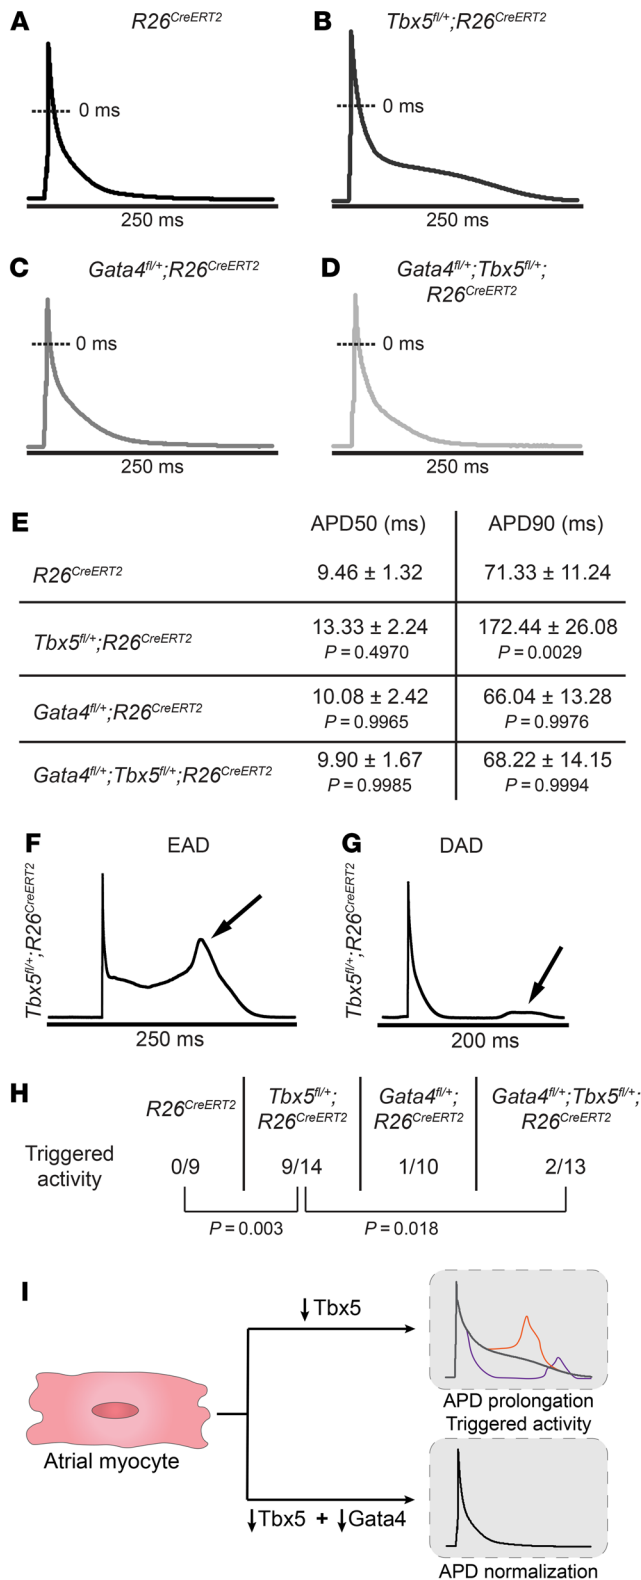 A R26CreERT2
B Tbx5fl/+;R26CreERT2
0 ms
0 ms
250 ms
250 ms
C Gata4fl/+;R26CreERT2
D Gata4fl/+;Tbx5fl/+;
R26CreERT2
0 ms
0 ms
250 ms
250 ms
E APD50 (ms) APD90 (ms)
R26CreERT2 9.46 ± 1.32 71.33 ± 11.24
Tbx5fl/+;R26CreERT2 13.33 ± 2.24 172.44 ± 26.08
P = 0.4970 P = 0.0029
Gata4fl/+;R26CreERT2 10.08 ± 2.42 66.04 ± 13.28
P = 0.9965 P = 0.9976
Gata4fl/+;Tbx5fl/+;R26CreERT2 9.90 ± 1.67 68.22 ± 14.15
P = 0.9985 P = 0.9994
F EAD
Tbx5fl/+;R26CreERT2
250 ms
G DAD
Tbx5fl/+;R26CreERT2
200 ms
H R26CreERT2 Tbx5fl/+; Gata4fl/+; Gata4fl/+;Tbx5fl/+;
R26CreERT2 R26CreERT2 R26CreERT2
Triggered
activity
0/9 9/14 1/10 2/13
P = 0.003 P = 0.018
I
↓Tbx5
APD prolongation
Triggered activity
Atrial myocyte
↓Tbx5 + ↓Gata4
APD normalization